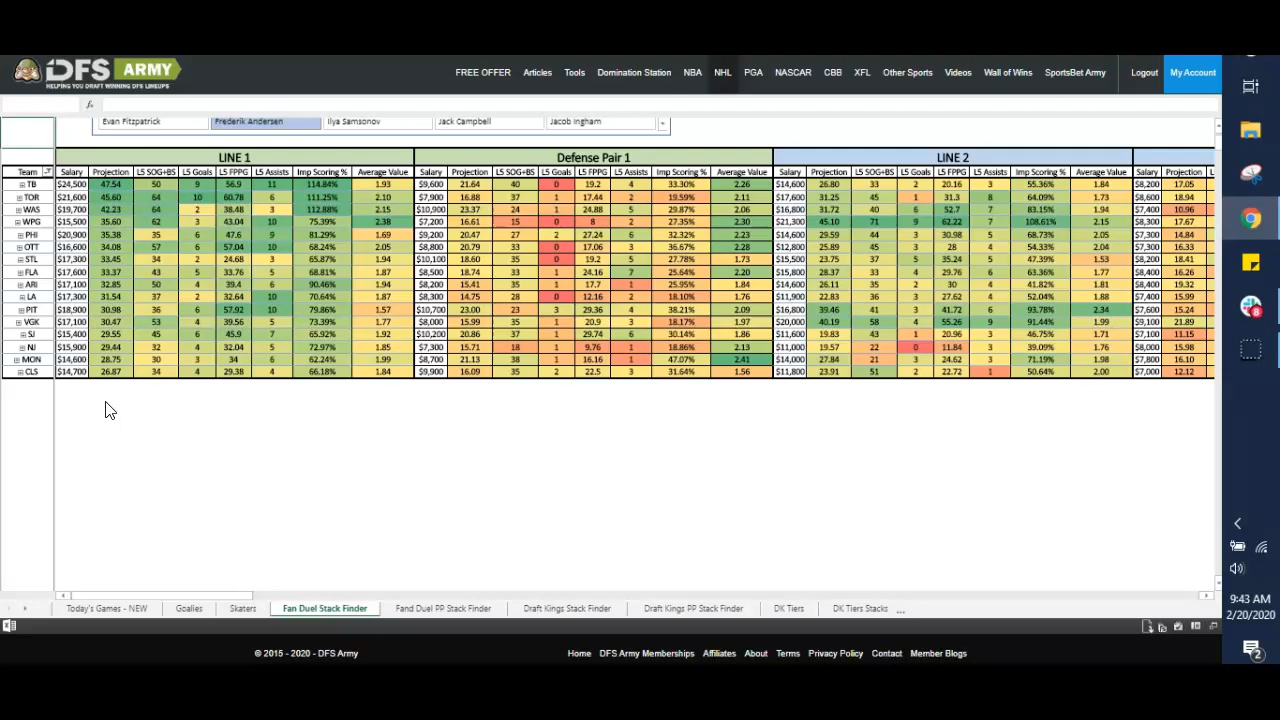 DFS ARMY
HELPING YOU DRAFT WINNING DFS LINEUPS
FREE OFFER Articles Tools Domination Station NBA NHL PGA NASCAR CBB XFL Other Sports Videos Wall of Wins SportsBet Army Logout My Account
fx
Evan Fitzpatrick Frederik Andersen Ilya Samsonov Jack Campbell Jacob Ingham
LINE 1 Defense Pair 1 LINE 2
Team Salary Projection L5 SOG+BS L5 Goals L5 FPPG L5 Assists Imp Scoring % Average Value Salary Projection L5 SOG+BS L5 Goals L5 FPPG L5 Assists Imp Scoring % Average Value Salary Projection L5 SOG+BS L5 Goals L5 FPPG L5 Assists Imp Scoring % Average Value Salary Projection
TB $24,500 47.54 50 9 56.9 11 114.84% 1.93 $9,600 21.64 40 0 19.2 4 33.30% 2.26 $14,600 26.80 33 2 20.16 3 55.36% 1.84 $8,200 17.05
TOR $21,600 45.60 64 10 60.78 6 111.25% 2.10 $7,900 16.88 37 1 17.44 2 19.59% 2.11 $17,100 31.25 45 1 31.3 8 64.09% 1.73 $8,600 18.94
WAS $19,700 42.23 64 2 38.48 3 112.88% 2.15 $10,900 23.37 24 1 24.88 5 29.87% 2.06 $16,800 31.72 40 6 52.7 7 83.15% 1.94 $7,400 10.96
WPG $15,500 35.60 62 3 43.04 10 75.39% 2.38 $7,200 16.61 15 0 8 2 27.35% 2.30 $21,300 45.10 71 9 62.22 7 108.61% 2.15 $8,300 17.67
PHI $20,900 35.38 35 6 47.6 9 81.29% 1.69 $9,200 20.47 27 2 27.24 6 32.32% 2.23 $14,600 29.59 44 3 30.98 5 68.73% 2.05 $7,300 14.84
OTT $16,600 34.08 57 6 57.04 10 68.24% 2.05 $8,800 20.79 33 0 17.06 3 36.67% 2.28 $12,800 25.89 45 3 28 4 54.33% 2.04 $7,300 16.33
STL $17,300 33.45 34 2 24.68 3 65.87% 1.94 $10,100 18.60 35 0 19.2 5 27.78% 1.73 $15,500 23.75 37 5 35.24 5 47.39% 1.53 $8,200 18.41
FLA $17,600 33.37 43 5 33.76 5 68.81% 1.87 $8,500 18.74 33 1 24.16 7 25.64% 2.20 $15,800 28.37 33 4 29.76 6 63.36% 1.77 $8,400 16.26
ARI $17,100 32.85 50 4 39.4 6 90.46% 1.94 $8,200 15.41 35 1 17.7 1 25.95% 1.84 $14,600 26.11 35 2 30 4 41.82% 1.81 $8,400 19.32
LA $17,300 31.54 37 2 32.64 10 70.64% 1.87 $8,300 14.75 28 0 12.16 2 18.10% 1.76 $11,900 22.83 36 3 27.62 4 52.04% 1.88 $7,400 15.99
PIT $18,900 30.98 36 6 57.92 10 79.86% 1.57 $10,700 23.00 23 3 29.36 4 38.21% 2.09 $16,800 39.46 41 4 41.72 6 93.78% 2.34 $7,600 15.94
VGK $17,100 30.47 53 4 39.56 5 73.39% 1.77 $8,000 15.99 35 1 20.9 3 18.17% 1.97 $20,000 40.19 58 4 55.26 9 91.44% 1.99 $9,100 21.89
SJ $15,400 29.55 45 6 45.9 7 65.92% 1.92 $10,200 20.86 37 1 29.74 6 30.14% 1.86 $11,600 19.83 43 4 20.96 3 46.75% 1.71 $7,100 11.15
NJ $15,900 29.44 32 4 32.04 5 72.97% 1.85 $7,300 15.71 18 1 9.76 1 18.86% 2.13 $11,000 19.57 22 0 11.84 3 39.09% 1.76 $8,000 15.98
MON $14,600 28.75 30 3 34 6 62.24% 1.99 $8,700 21.13 38 1 16.16 1 47.07% 2.41 $14,000 27.84 21 3 24.62 3 71.19% 1.98 $7,800 16.10
CLS $14,700 26.87 34 4 29.38 4 66.18% 1.84 $9,900 16.09 35 2 22.5 3 31.64% 1.56 $11,800 23.91 51 2 22.72 1 50.64% 2.00 $7,000 12.12
Today's Games - NEW Goalies Skaters Fan Duel Stack Finder Fand Duel PP Stack Finder Draft Kings Stack Finder Draft Kings PP Stack Finder DK Tiers DK Tiers Stacks ...
© 2015 - 2020 - DFS Army Home DFS Army Memberships Affiliates About Terms Privacy Policy Contact Member Blogs
8
9:43 AM
2/20/2020
2